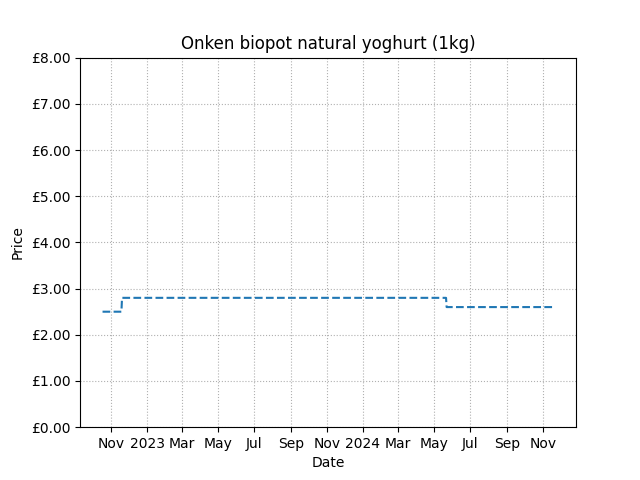 Onken biopot natural yoghurt (1kg)
£8.00
£7.00
£6.00
£5.00
£4.00
£3.00
£2.00
£1.00
£0.00
Price
Nov 2023 Mar May Jul Sep Nov 2024 Mar May Jul Sep Nov
Date